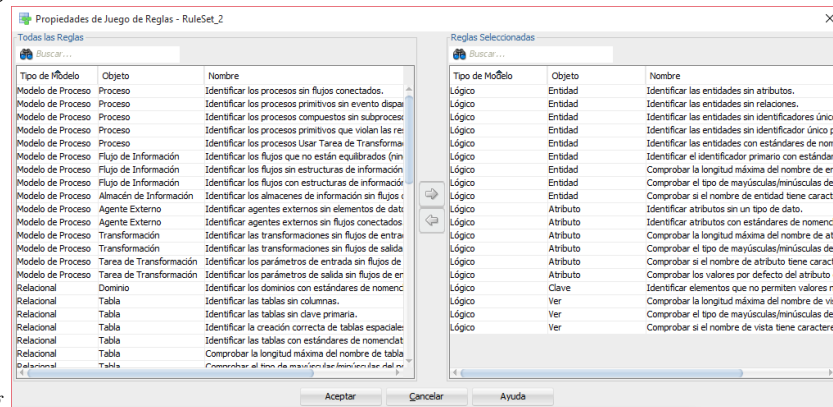 Propiedades de Juego de Reglas - RuleSet_2
Todas las Reglas
Buscar...
Tipo de Modelo Objeto Nombre
Modelo de Proceso Proceso Identificar los procesos sin flujos conectados.
Modelo de Proceso Proceso Identificar los procesos primitivos sin evento dispa
Modelo de Proceso Proceso Identificar los procesos compuestos sin subproceso
Modelo de Proceso Proceso Identificar los procesos primitivos que violan las re
Modelo de Proceso Proceso Identificar los procesos Usar Tarea de Transforma
Modelo de Proceso Flujo de Información Identificar los flujos que no están equilibrados (nin
Modelo de Proceso Flujo de Información Identificar los flujos sin estructuras de información
Modelo de Proceso Flujo de Información Identificar los flujos con estructuras de informació
Modelo de Proceso Almacén de Información Identificar los almacenes de información sin flujos
Modelo de Proceso Agente Externo Identificar agentes externos sin elementos de dato
Modelo de Proceso Agente Externo Identificar agentes externos sin flujos conectados
Modelo de Proceso Transformación Identificar las transformaciones sin flujos de entra
Modelo de Proceso Transformación Identificar las transformaciones sin flujos de salida
Modelo de Proceso Tarea de Transformación Identificar los parámetros de entrada sin flujos de
Modelo de Proceso Tarea de Transformación Identificar los parámetros de salida sin flujos de en
Relacional Dominio Identificar los dominios con estándares de nomenc
Relacional Tabla Identificar las tablas sin columnas.
Relacional Tabla Identificar las tablas sin clave primaria.
Relacional Tabla Identificar la creación correcta de tablas espaciale
Relacional Tabla Identificar las tablas con estándares de nomenclat
Relacional Tabla Comprobar la longitud máxima del nombre de tabla
Relacional Tabla Comprobar el tipo de mayúsculas/minúsculas del
Reglas Seleccionadas
Buscar...
Tipo de Modelo Objeto Nombre
Lógico Entidad Identificar las entidades sin atributos.
Lógico Entidad Identificar las entidades sin relaciones.
Lógico Entidad Identificar las entidades sin identificadores únic
Lógico Entidad Identificar las entidades sin identificador único p
Lógico Entidad Identificar las entidades con estándares de nom
Lógico Entidad Identificar el identificador primario con estánda
Lógico Entidad Comprobar la longitud máxima del nombre de en
Lógico Entidad Comprobar el tipo de mayúsculas/minúsculas de
Lógico Entidad Comprobar si el nombre de entidad tiene caract
Lógico Atributo Identificar atributos sin un tipo de dato.
Lógico Atributo Identificar atributos con estándares de nomenc
Lógico Atributo Comprobar la longitud máxima del nombre de at
Lógico Atributo Comprobar el tipo de mayúsculas/minúsculas de
Lógico Atributo Comprobar si el nombre de atributo tiene caract
Lógico Atributo Comprobar los valores por defecto del atributo
Lógico Clave Identificar elementos que no permiten valores n
Lógico Ver Comprobar la longitud máxima del nombre de vis
Lógico Ver Comprobar el tipo de mayúsculas/minúsculas de
Lógico Ver Comprobar si el nombre de vista tiene caractere
Aceptar Cancelar Ayuda